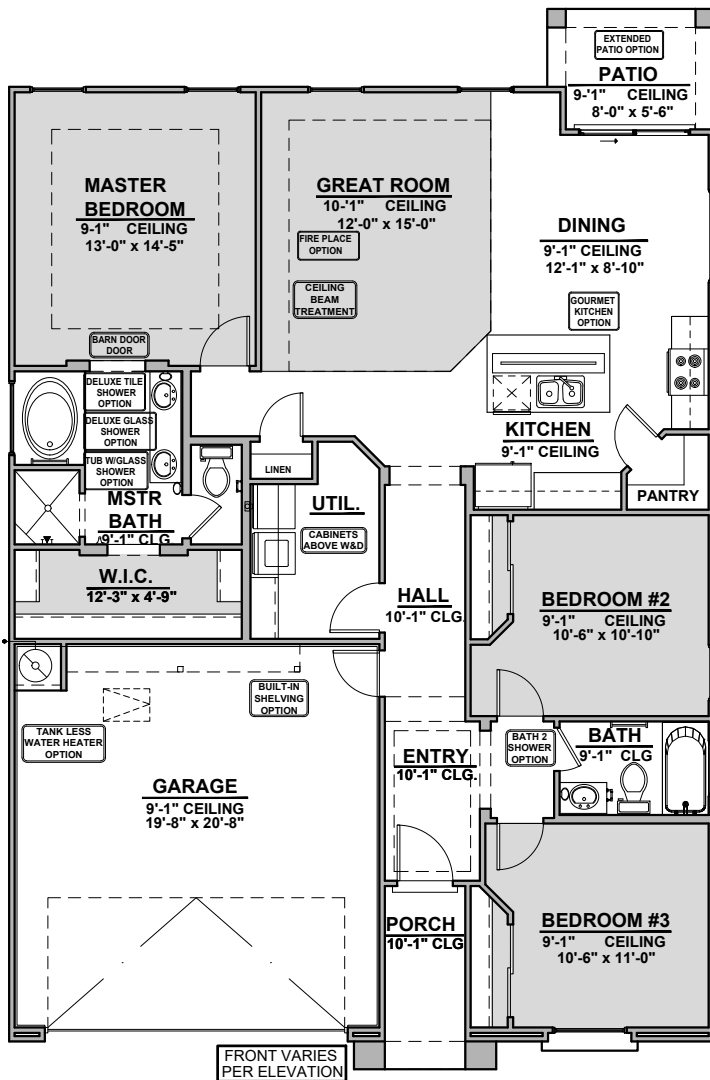 EXTENDED
PATIO OPTION
PATIO
9-'1" CEILING
8'-0" x 5'-6"
MASTER
BEDROOM
9-1" CEILING
13'-0" x 14'-5"
GREAT ROOM
10-'1" CEILING
12'-0" x 15'-0"
FIRE PLACE
OPTION
CEILING
BEAM
TREATMENT
DINING
9'-1" CEILING
12'-1" x 8'-10"
GOURMET
KITCHEN
OPTION
BARN DOOR
DOOR
DELUXE TILE
SHOWER
OPTION
DELUXE GLASS
SHOWER
OPTION
TUB W/GLASS
SHOWER
OPTION
MSTR
BATH
9'-1" CLG
LINEN
KITCHEN
9'-1" CEILING
PANTRY
UTIL.
CABINETS
ABOVE W&D
W.I.C.
12'-3" x 4'-9"
HALL
10'-1" CLG.
BEDROOM #2
9'-1" CEILING
10'-6" x 10'-10"
BUILT-IN
SHELVING
OPTION
TANK LESS
WATER HEATER
OPTION
GARAGE
9'-1" CEILING
19'-8" x 20'-8"
ENTRY
10'-1" CLG.
BATH 2
SHOWER
OPTION
BATH
9'-1" CLG
PORCH
10'-1" CLG
BEDROOM #3
9'-1" CEILING
10'-6" x 11'-0"
FRONT VARIES
PER ELEVATION